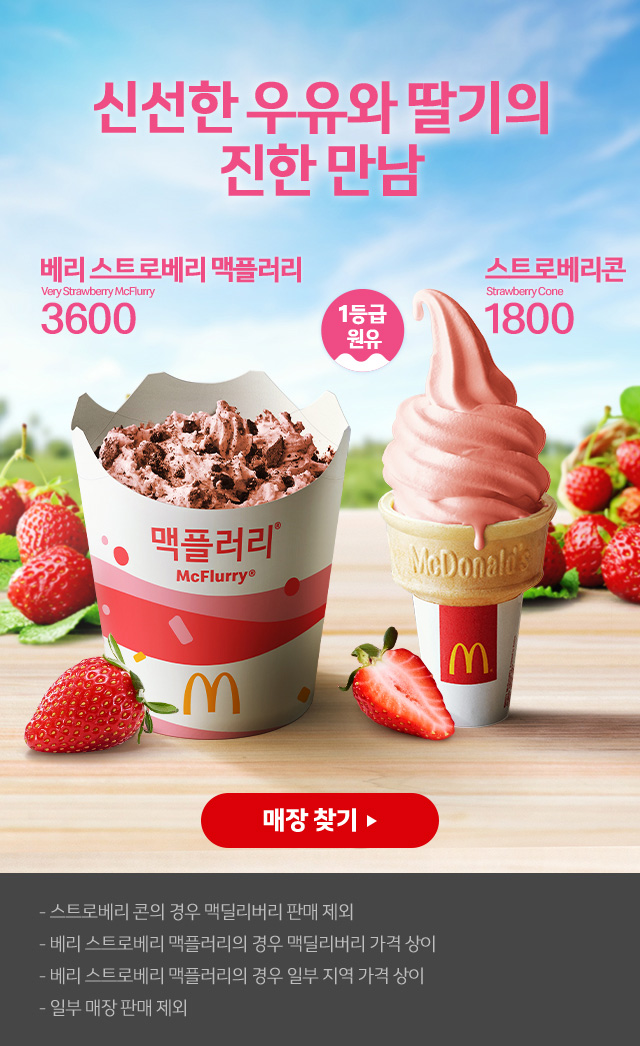 신선한 우유와 딸기의
진한 만남
베리 스트로베리 맥플러리
Very Strawberry McFlurry
3600
스트로베리콘
Strawberry Cone
1800
1등급
원유
맥플러리®
McFlurry®
McDonald's
매장 찾기 ▶
- 스트로베리 콘의 경우 맥딜리버리 판매 제외
- 베리 스트로베리 맥플러리의 경우 맥딜리버리 가격 상이
- 베리 스트로베리 맥플러리의 경우 일부 지역 가격 상이
- 일부 매장 판매 제외